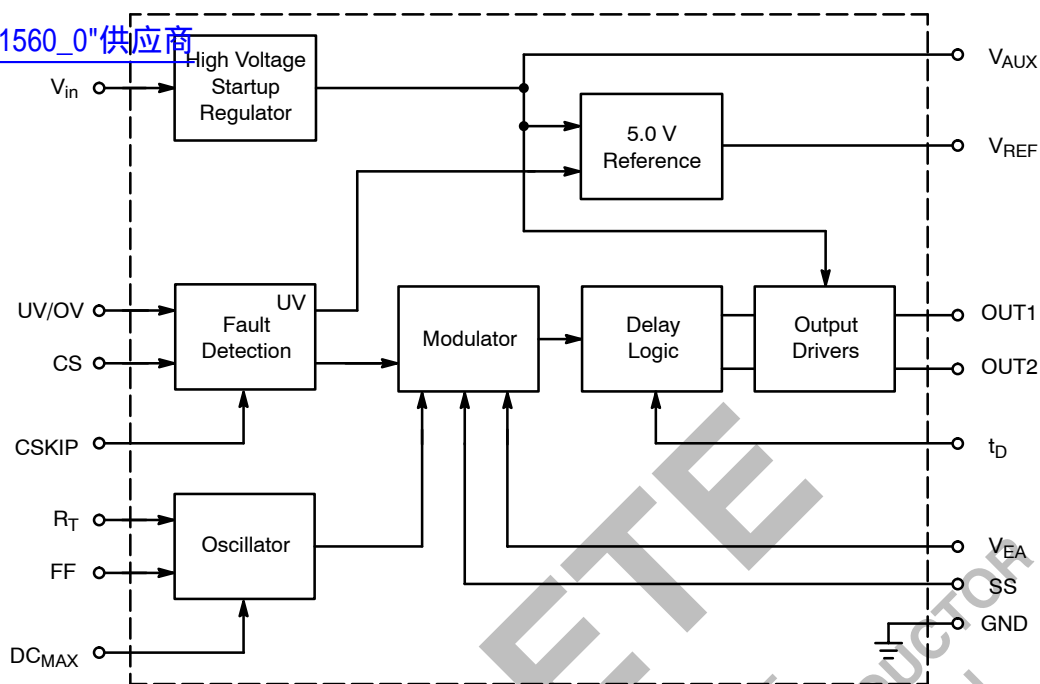 1560_0"供应商
High Voltage
Startup
Regulator
V_in
V_AUX
5.0 V
Reference
V_REF
UV/OV
UV
Fault
Detection
CS
CSKIP
Modulator
Delay
Logic
Output
Drivers
OUT1
OUT2
t_D
R_T
FF
Oscillator
DC_MAX
V_EA
SS
GND
ETE